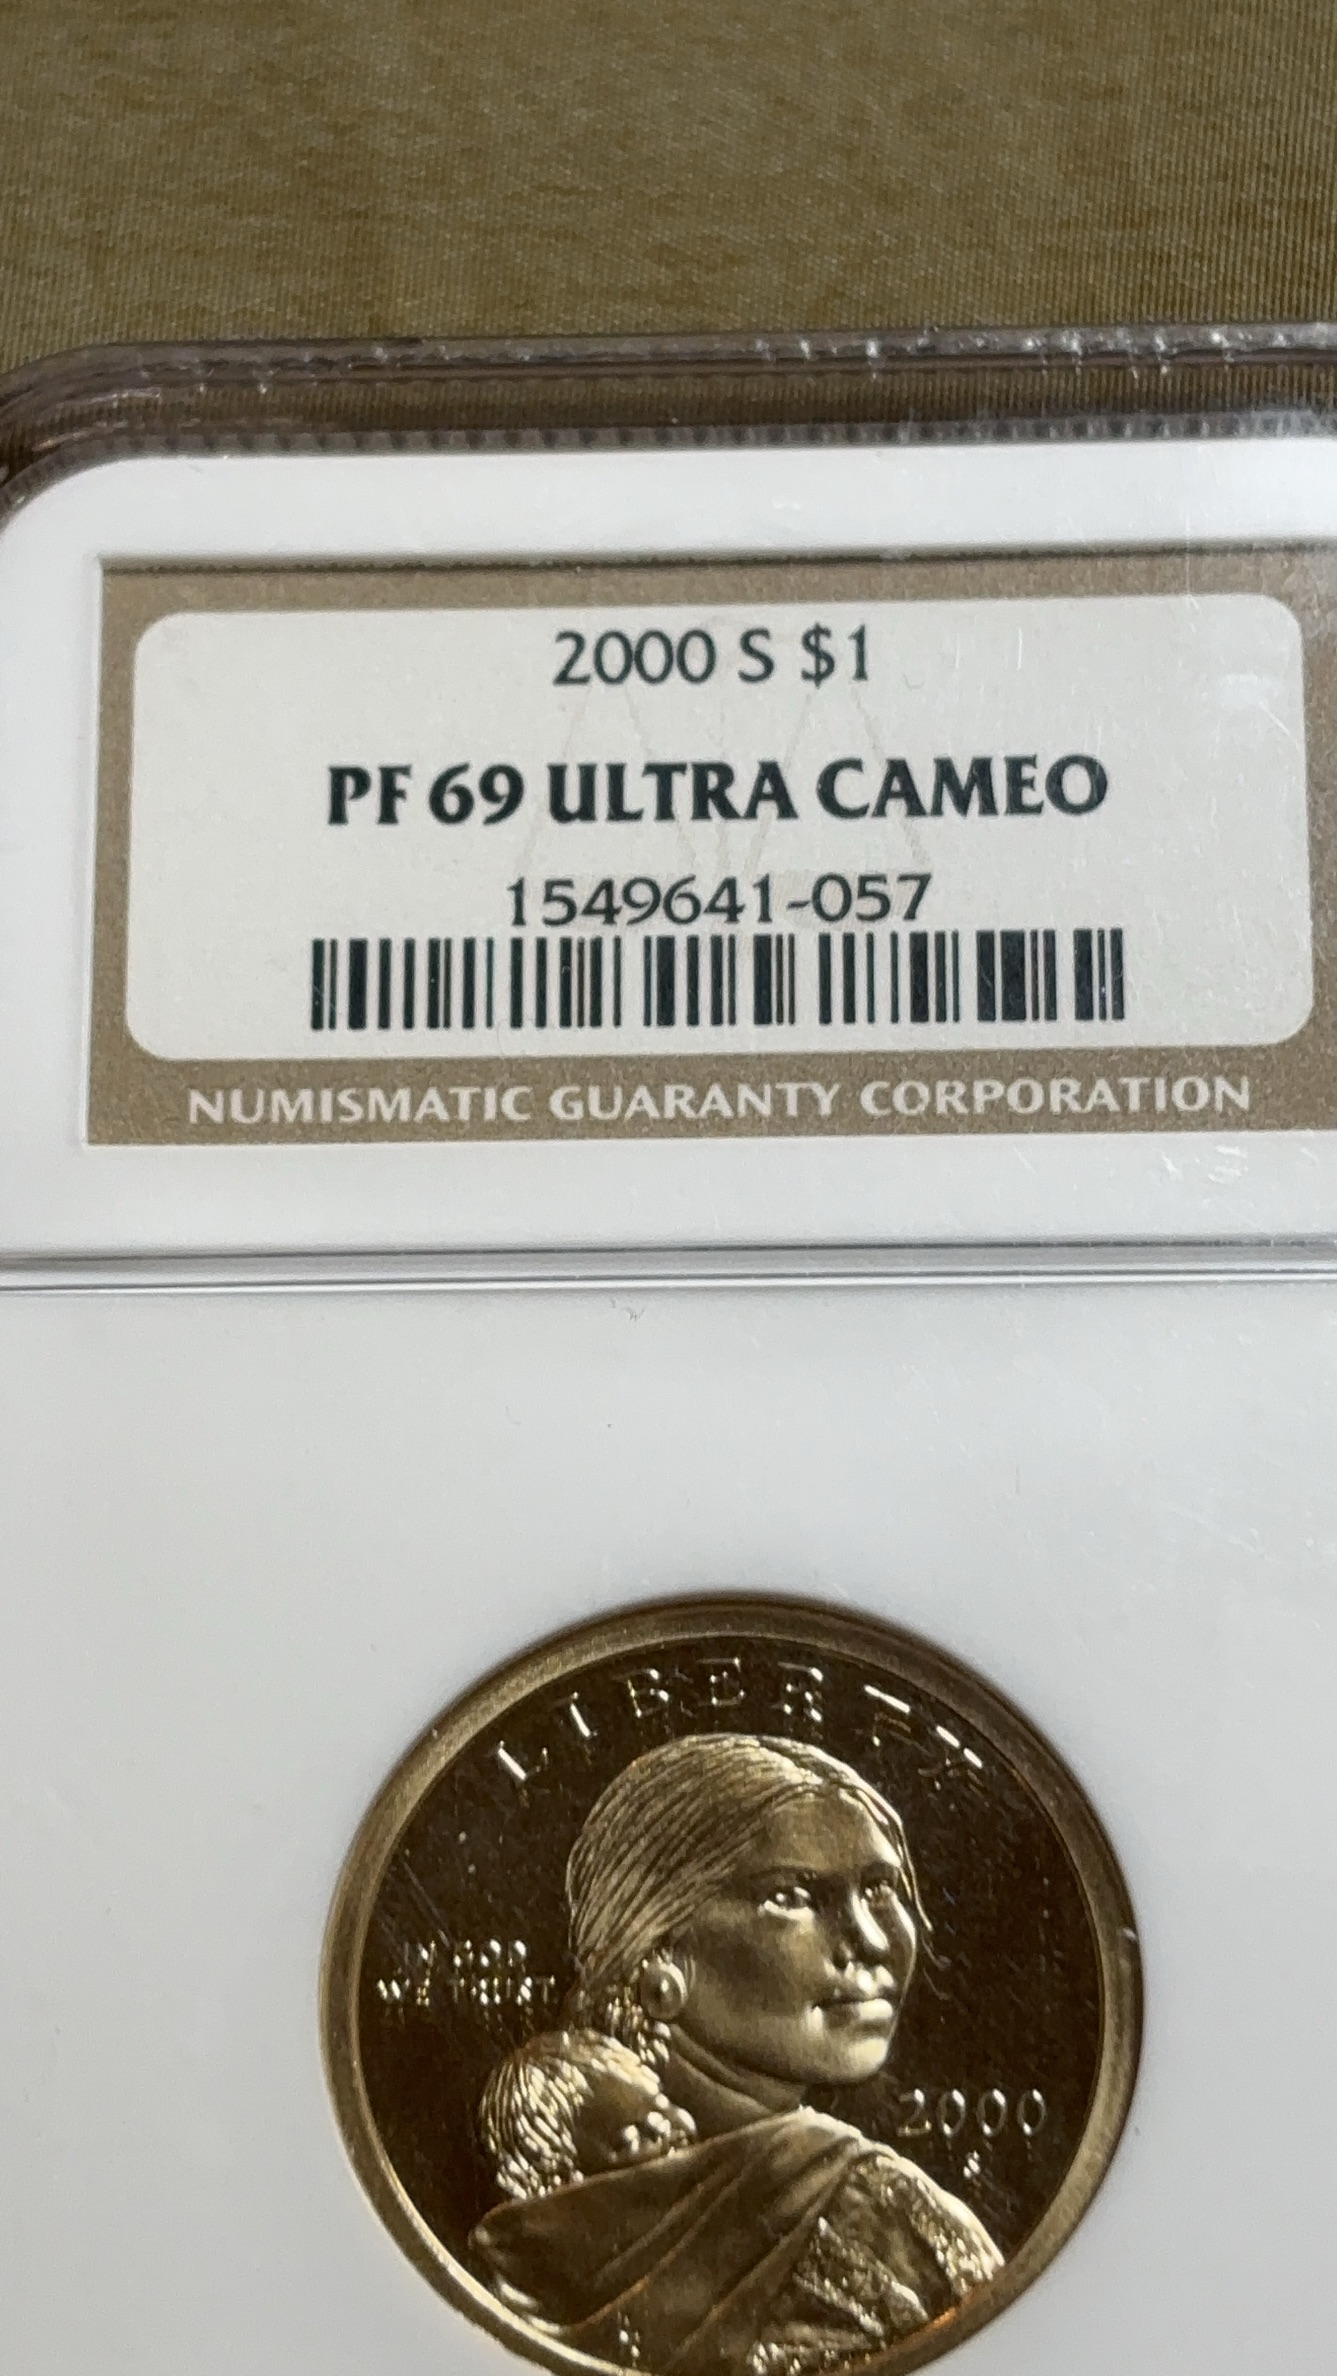 2000 S $1
PF 69 ULTRA CAMEO
1549641-057
NUMISMATIC GUARANTY CORPORATION
LIBERTY
IN GOD
WE TRUST
2000
S